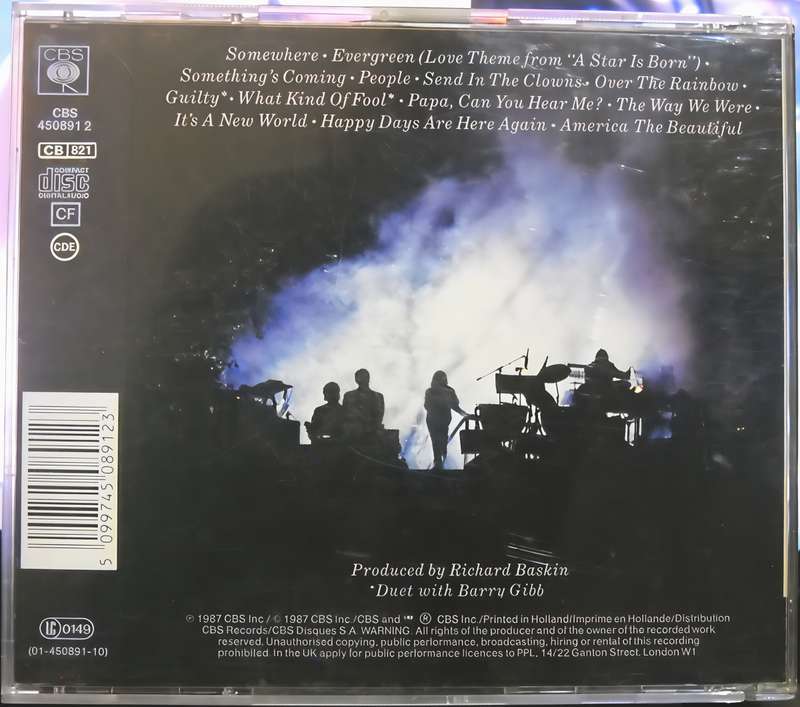 Somewhere • Evergreen (Love Theme from "A Star Is Born") •
Something's Coming • People • Send In The Clowns • Over The Rainbow •
Guilty* • What Kind Of Fool* • Papa, Can You Hear Me? • The Way We Were •
It's A New World • Happy Days Are Here Again • America The Beautiful
CBS
CBS
450891 2
CB 821
COMPACT
disc
DIGITAL AUDIO
CF
CDE
5 099745 089123
Produced by Richard Baskin
*Duet with Barry Gibb
LC 0149
(01-450891-10)
℗ 1987 CBS Inc./© 1987 CBS Inc./CBS and ® CBS Inc./Printed in Holland/Imprime en Hollande/Distribution
CBS Records/CBS Disques S.A. WARNING. All rights of the producer and of the owner of the recorded work
reserved. Unauthorised copying, public performance, broadcasting, hiring or rental of this recording
prohibited. In the UK apply for public performance licences to PPL, 14/22 Ganton Street. London W1